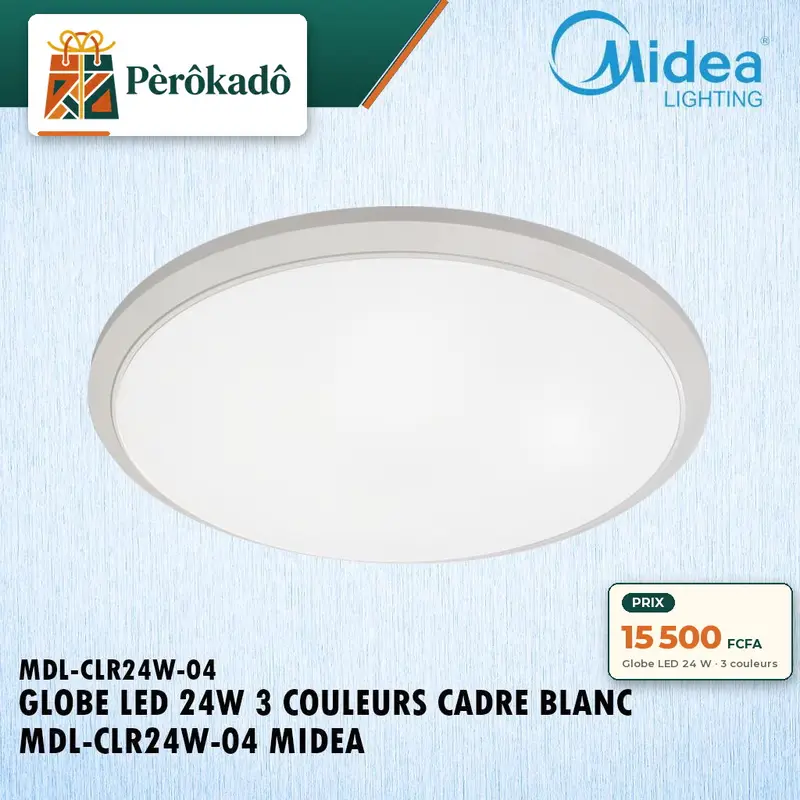 Pèrôkadô
Midea®
LIGHTING
PRIX
15 500 FCFA
Globe LED 24 W · 3 couleurs
MDL-CLR24W-04
GLOBE LED 24W 3 COULEURS CADRE BLANC
MDL-CLR24W-04 MIDEA